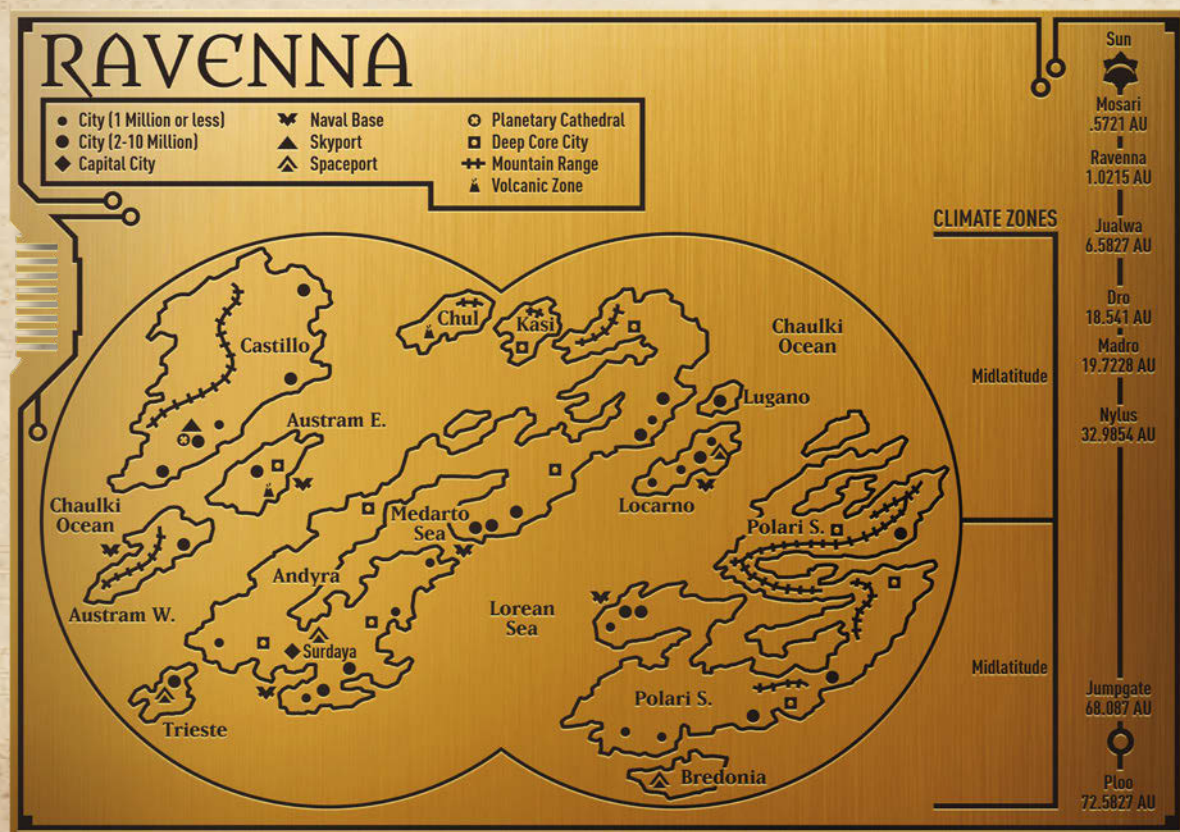 RAVENNA
City (1 Million or less)
City (2-10 Million)
Capital City
Naval Base
Skyport
Spaceport
Planetary Cathedral
Deep Core City
Mountain Range
Volcanic Zone
Sun
Mosari
.5721 AU
Ravenna
1.0215 AU
Jualwa
6.5827 AU
Dro
18.541 AU
Madro
19.7228 AU
Nylus
32.9854 AU
Jumpgate
68.087 AU
Ploo
72.5827 AU
CLIMATE ZONES
Midlatitude
Midlatitude
Chul
Kasi
Castillo
Chaulki
Ocean
Lugano
Austram E.
Chaulki
Ocean
Medarto
Sea
Locarno
Polari S.
Andyra
Austram W.
Lorean
Sea
Surdaya
Trieste
Polari S.
Bredonia